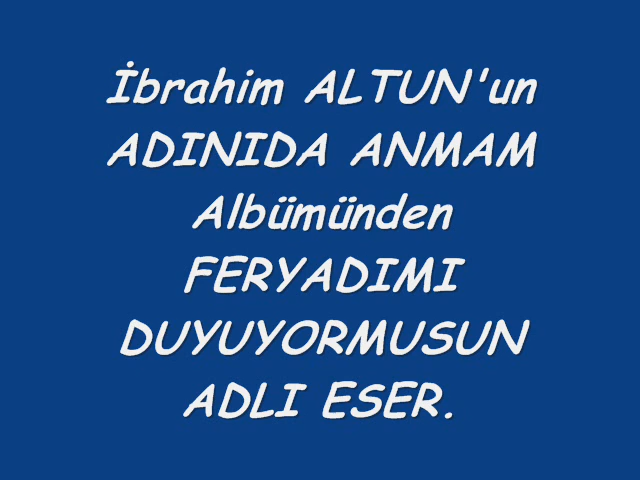 İbrahim ALTUN'un
ADINIDA ANMAM
Albümünden
FERYADIMI
DUYUYORMUSUN
ADLI ESER.